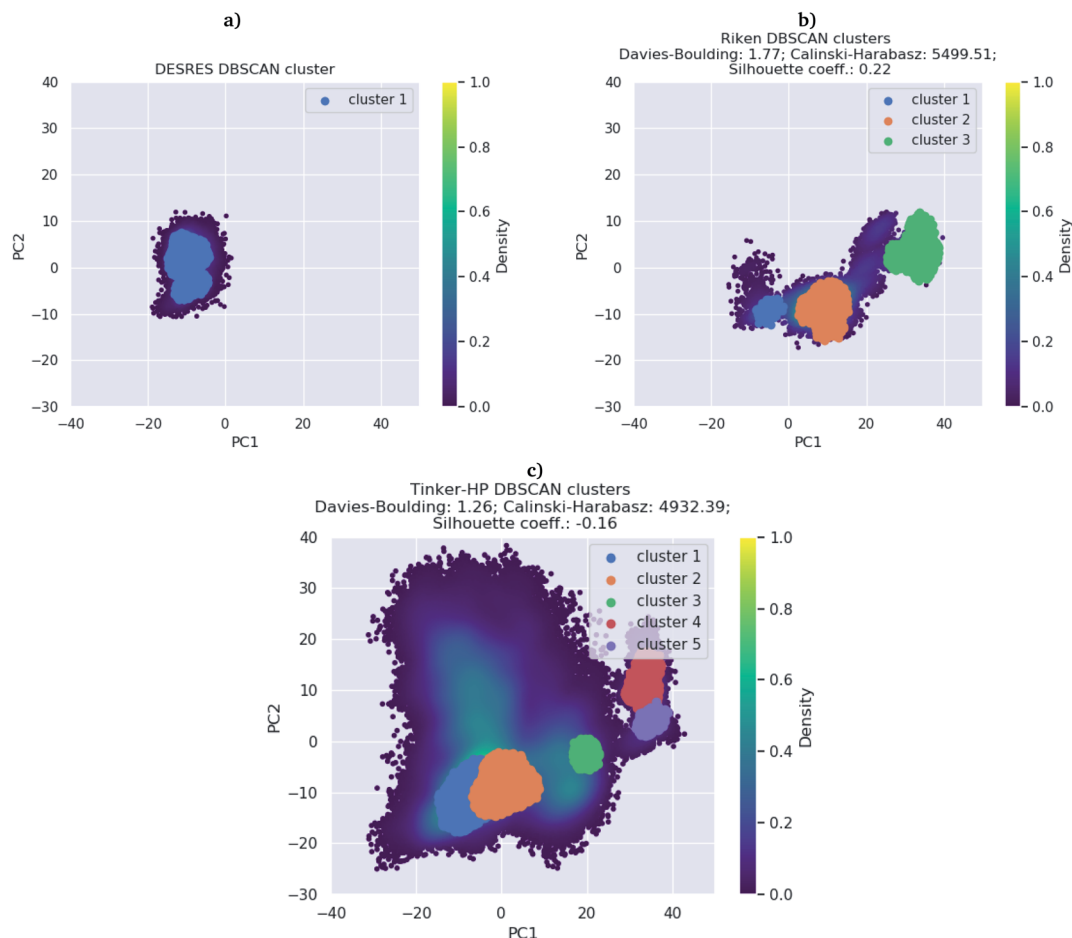 a)
DESRES DBSCAN cluster
cluster 1
40
30
20
10
0
−10
−20
−30
−40
−20
0
20
40
PC1
PC2
1.0
0.8
0.6
0.4
0.2
0.0
Density
b)
Riken DBSCAN clusters
Davies-Boulding: 1.77; Calinski-Harabasz: 5499.51;
Silhouette coeff.: 0.22
cluster 1
cluster 2
cluster 3
40
30
20
10
0
−10
−20
−30
−40
−20
0
20
40
PC1
PC2
1.0
0.8
0.6
0.4
0.2
0.0
Density
c)
Tinker-HP DBSCAN clusters
Davies-Boulding: 1.26; Calinski-Harabasz: 4932.39;
Silhouette coeff.: -0.16
cluster 1
cluster 2
cluster 3
cluster 4
cluster 5
40
30
20
10
0
−10
−20
−30
−40
−20
0
20
40
PC1
PC2
1.0
0.8
0.6
0.4
0.2
0.0
Density